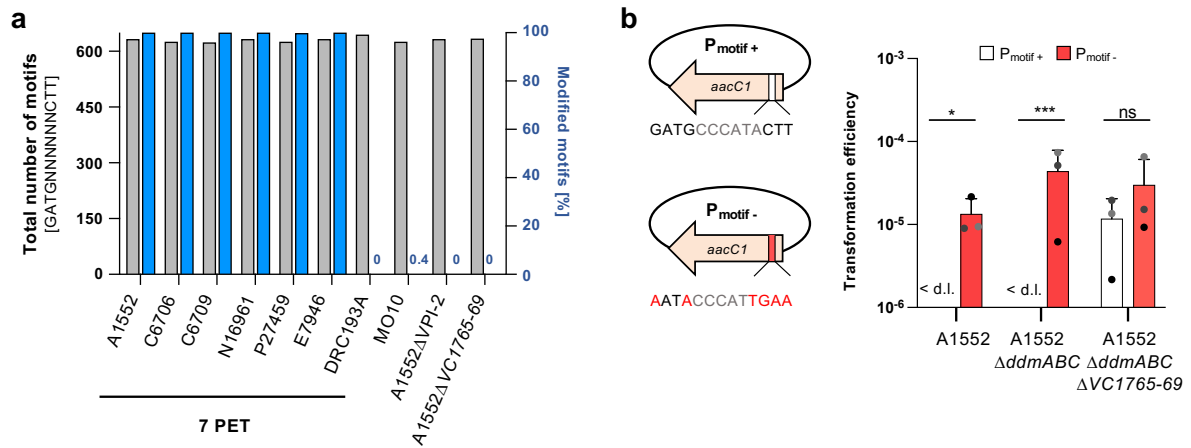 a
Total number of motifs
[GATGNNNNNNCTT]
600
450
300
150
0
100
80
60
40
20
0
Modified motifs [%]
0
0.4
0
0
A1552
C6706
C6709
N16961
P27459
E7946
DRC193A
MO10
A1552ΔVPI-2
A1552ΔVC1765-69
7 PET
b
Pmotif +
aacC1
GATGCCCATACTT
Pmotif -
aacC1
AATACCCATTGAA
Transformation efficiency
10-3
10-4
10-5
10-6
Pmotif +
Pmotif -
*
***
ns
< d.l.
< d.l.
A1552
A1552
ΔddmABC
A1552
ΔddmABC
ΔVC1765-69